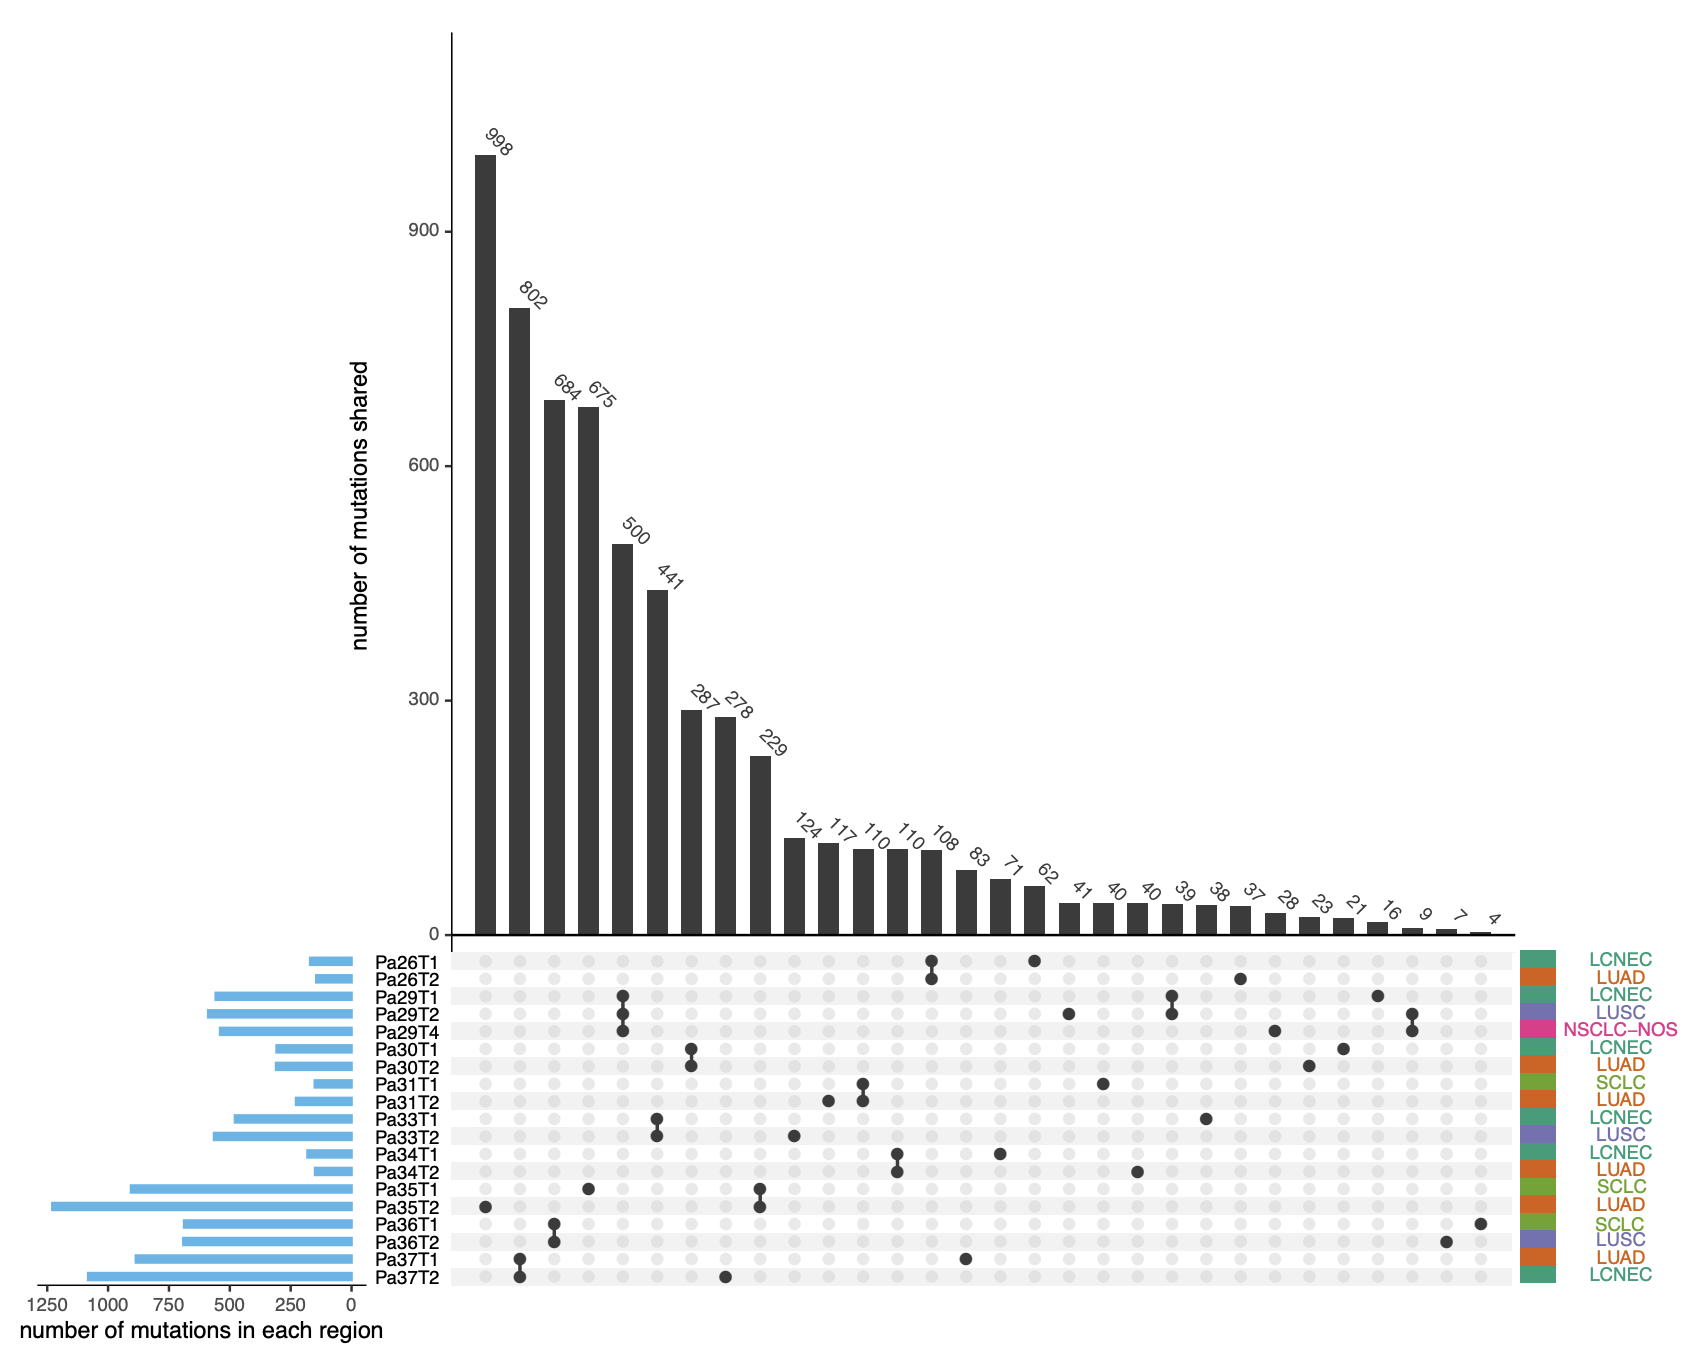 number of mutations shared
900
600
300
0
998
802
684
675
500
441
287
278
229
124
117
110
110
108
83
71
62
41
40
40
39
38
37
28
23
21
16
9
7
4
Pa26T1 LCNEC
Pa26T2 LUAD
Pa29T1 LCNEC
Pa29T2 LUSC
Pa29T4 NSCLC–NOS
Pa30T1 LCNEC
Pa30T2 LUAD
Pa31T1 SCLC
Pa31T2 LUAD
Pa33T1 LCNEC
Pa33T2 LUSC
Pa34T1 LCNEC
Pa34T2 LUAD
Pa35T1 SCLC
Pa35T2 LUAD
Pa36T1 SCLC
Pa36T2 LUSC
Pa37T1 LUAD
Pa37T2 LCNEC
1250 1000 750 500 250 0
number of mutations in each region